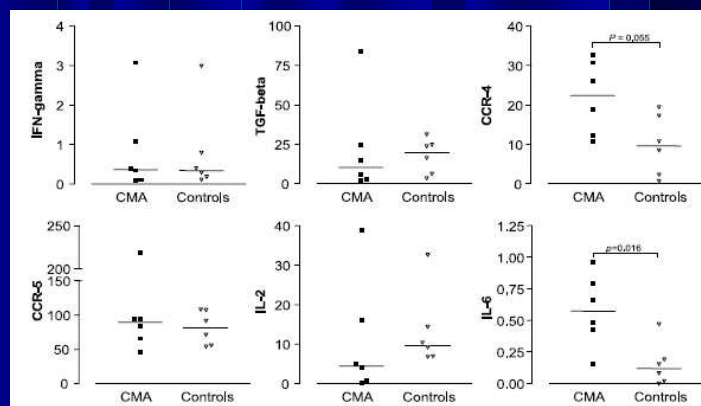 IFN-gamma
4
3
2
1
0
CMA
Controls
TGF-beta
100
75
50
25
0
CMA
Controls
CCR-4
40
30
20
10
0
P = 0,055
CMA
Controls
CCR-5
250
200
150
100
50
0
CMA
Controls
IL-2
40
30
20
10
0
CMA
Controls
IL-6
1.25
1.00
0,75
0.50
0.25
0.00
p=0,016
CMA
Controls